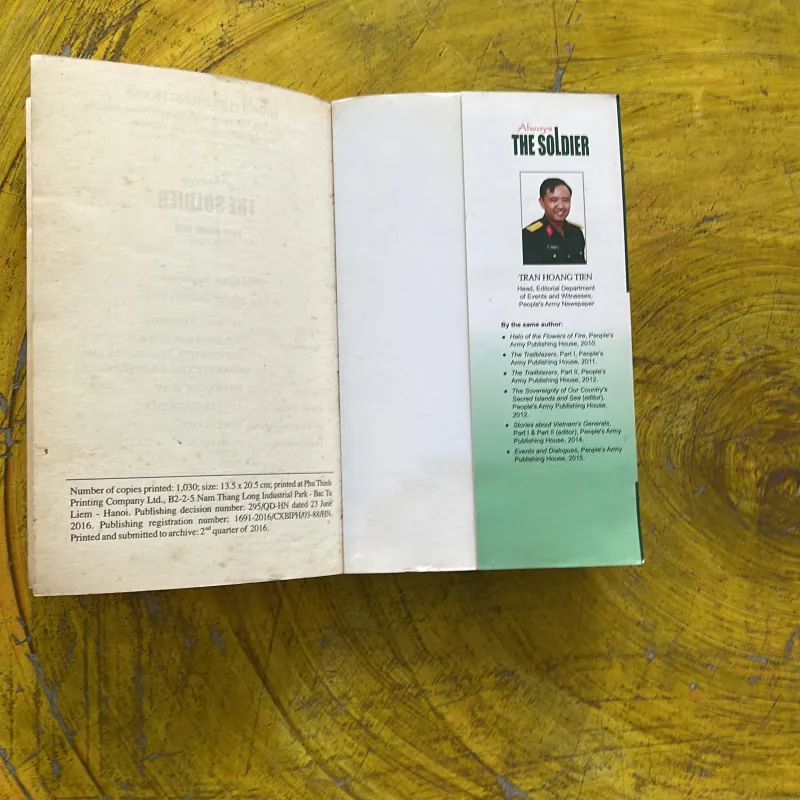 Number of copies printed: 1,030; size: 13.5 x 20.5 cm; printed at Phu Thinh
Printing Company Ltd., B2-2-5 Nam Thang Long Industrial Park - Bac Tu
Liem - Hanoi. Publishing decision number: 295/QD-HN dated 23 June
2016. Publishing registration number: 1691-2016/CXBIPH/03-88/HN.
Printed and submitted to archive: 2nd quarter of 2016.
Always
THE SOLDIER
TRAN HOANG TIEN
Head, Editorial Department
of Events and Witnesses,
People's Army Newspaper
By the same author:
• Halo of the Flowers of Fire, People's
Army Publishing House, 2010.
• The Trailblazers, Part I, People's
Army Publishing House, 2011.
• The Trailblazers, Part II, People's
Army Publishing House, 2012.
• The Sovereignty of Our Country's
Sacred Islands and Sea (editor),
People's Army Publishing House,
2012.
• Stories about Vietnam's Generals,
Part I & Part II (editor), People's Army
Publishing House, 2014.
• Events and Dialogues, People's Army
Publishing House, 2015.